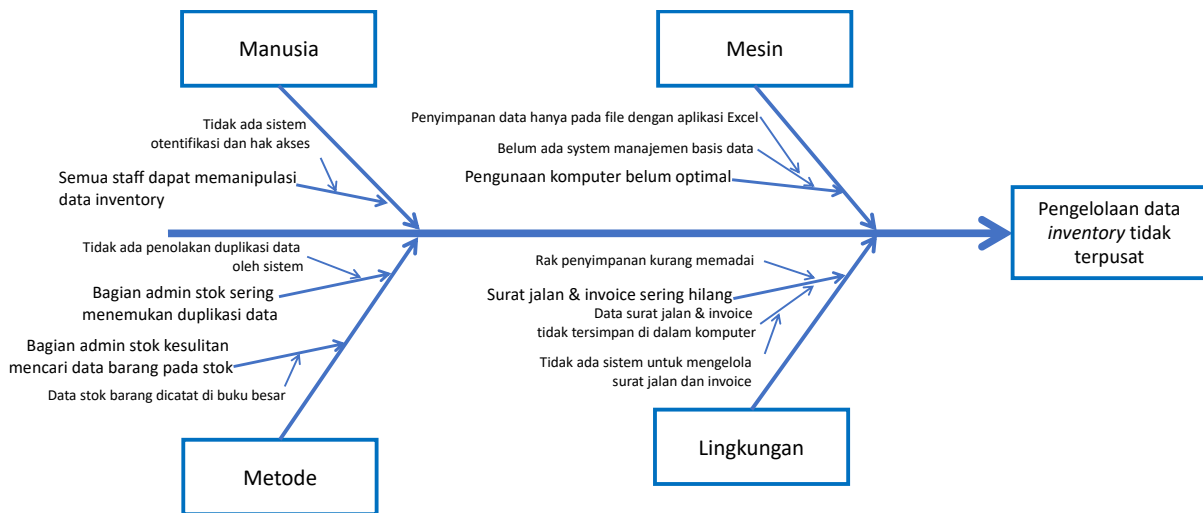 Manusia
Mesin
Tidak ada sistem
otentifikasi dan hak akses
Semua staff dapat memanipulasi
data inventory
Penyimpanan data hanya pada file dengan aplikasi Excel
Belum ada system manajemen basis data
Pengunaan komputer belum optimal
Pengelolaan data
inventory tidak
terpusat
Tidak ada penolakan duplikasi data
oleh sistem
Bagian admin stok sering
menemukan duplikasi data
Bagian admin stok kesulitan
mencari data barang pada stok
Data stok barang dicatat di buku besar
Rak penyimpanan kurang memadai
Surat jalan & invoice sering hilang
Data surat jalan & invoice
tidak tersimpan di dalam komputer
Tidak ada sistem untuk mengelola
surat jalan dan invoice
Metode
Lingkungan